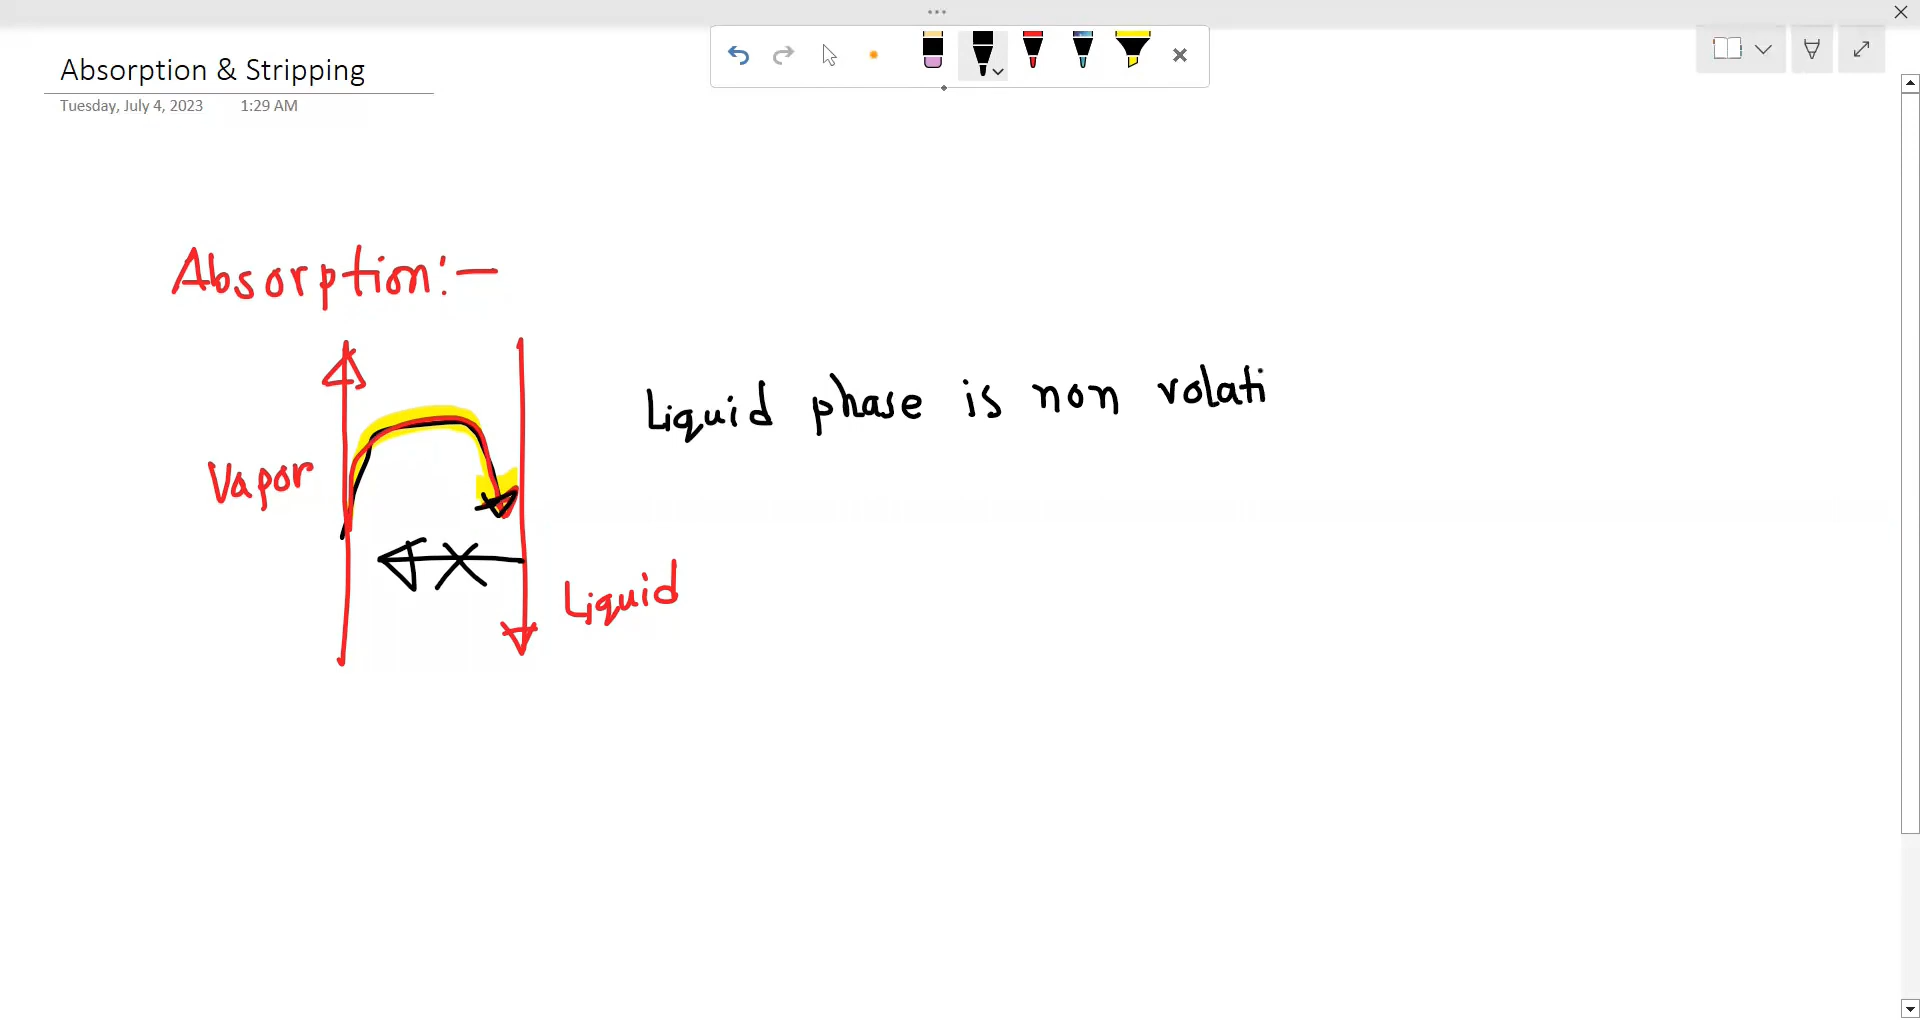 Absorption & Stripping
Tuesday, July 4, 2023 1:29 AM
Absorption:-
Liquid phase is non volati
Vapor
Liquid